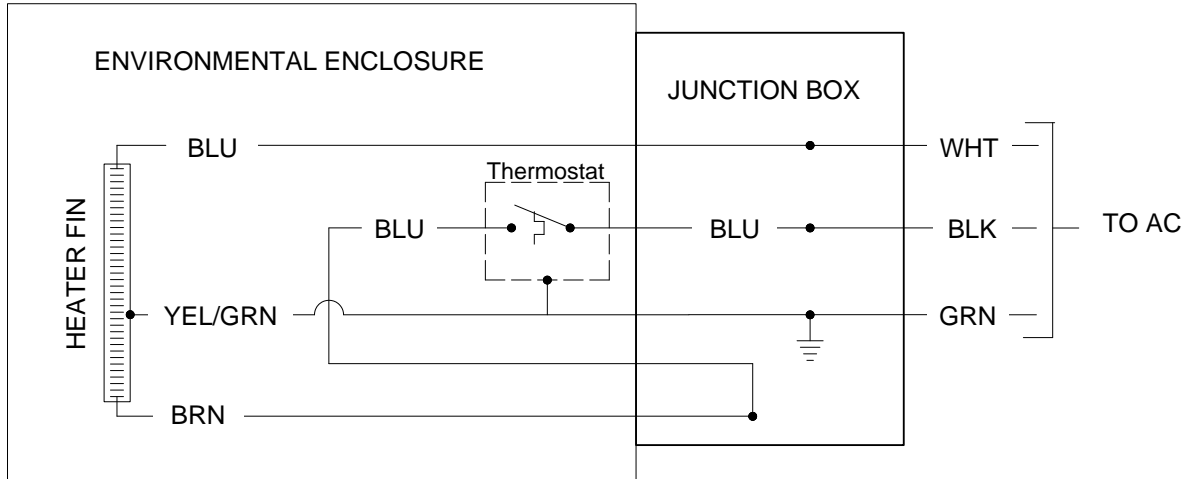 ENVIRONMENTAL ENCLOSURE
JUNCTION BOX
BLU
WHT
Thermostat
HEATER FIN
BLU
BLU
BLK
TO AC
YEL/GRN
GRN
BRN